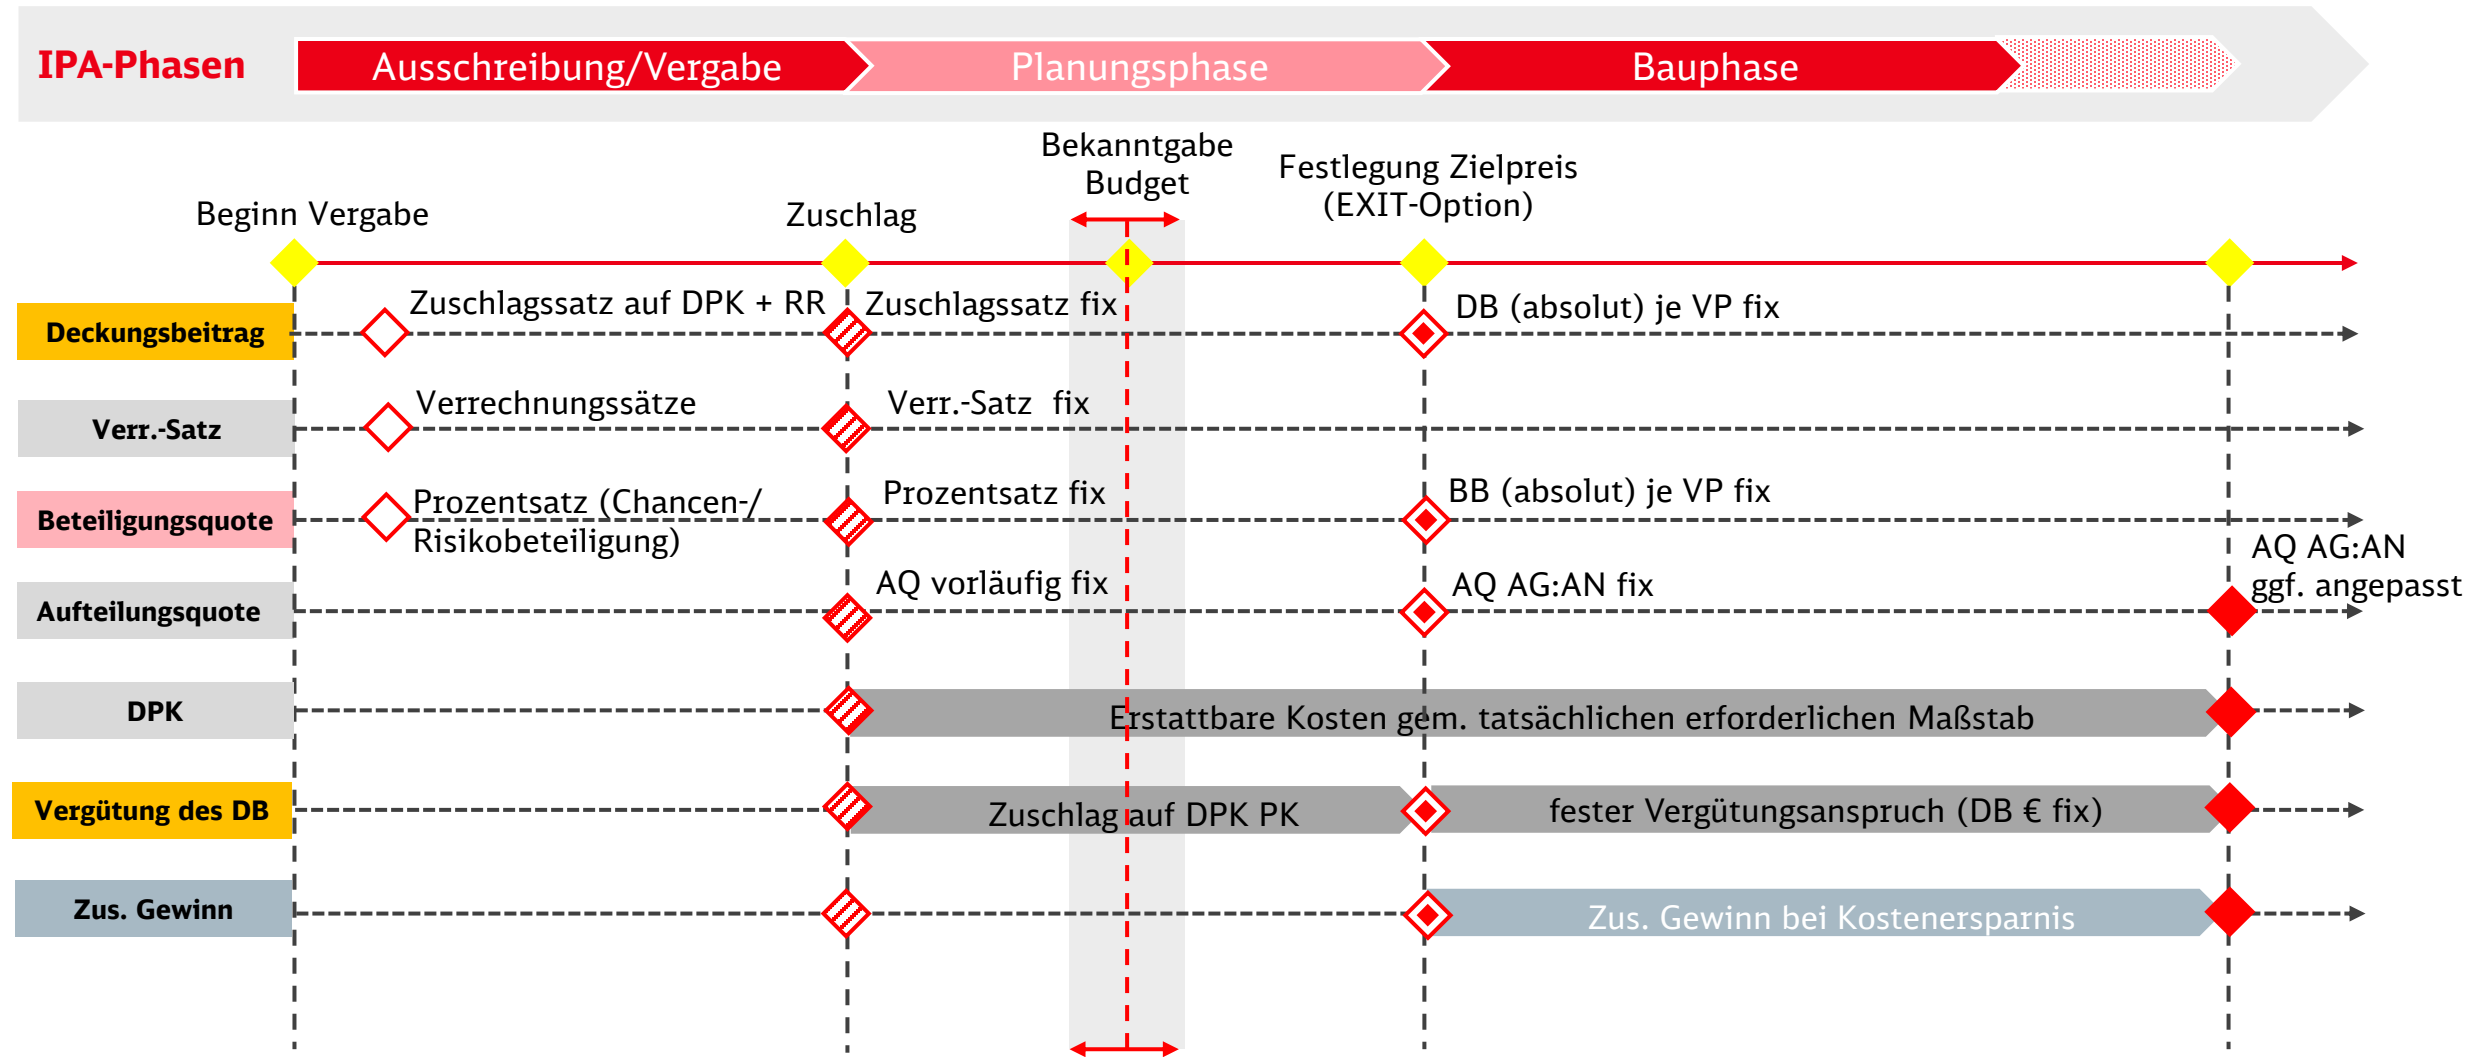 IPA-Phasen
Ausschreibung/Vergabe
Planungsphase
Bauphase
Bekanntgabe
Budget
Festlegung Zielpreis
(EXIT-Option)
Beginn Vergabe
Zuschlag
Deckungsbeitrag
Zuschlagssatz auf DPK + RR
Zuschlagssatz fix
DB (absolut) je VP fix
Verr.-Satz
Verrechnungssätze
Verr.-Satz fix
Beteiligungsquote
Prozentsatz (Chancen-/
Risikobeteiligung)
Prozentsatz fix
BB (absolut) je VP fix
Aufteilungsquote
AQ vorläufig fix
AQ AG:AN fix
AQ AG:AN
ggf. angepasst
DPK
Erstattbare Kosten gem. tatsächlichen erforderlichen Maßstab
Vergütung des DB
Zuschlag auf DPK PK
fester Vergütungsanspruch (DB € fix)
Zus. Gewinn
Zus. Gewinn bei Kostenersparnis